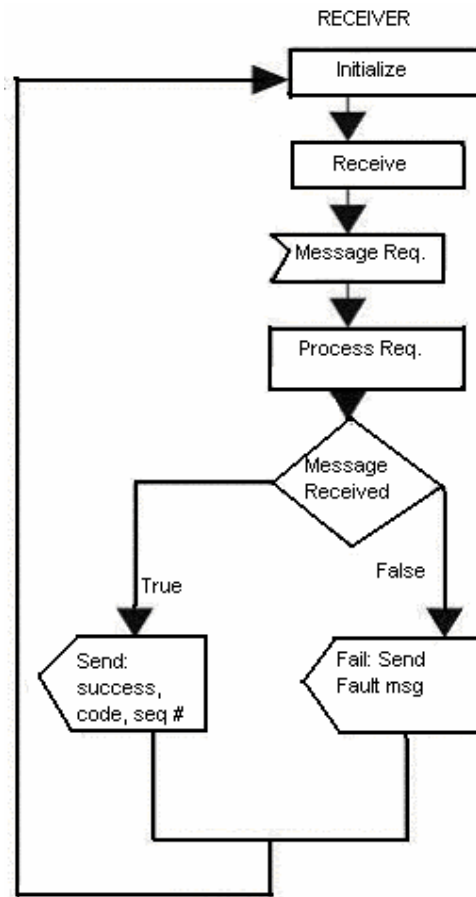 RECEIVER
Initialize
Receive
Message Req.
Process Req.
Message
Received
True
False
Send:
success,
code, seq #
Fail: Send
Fault msg